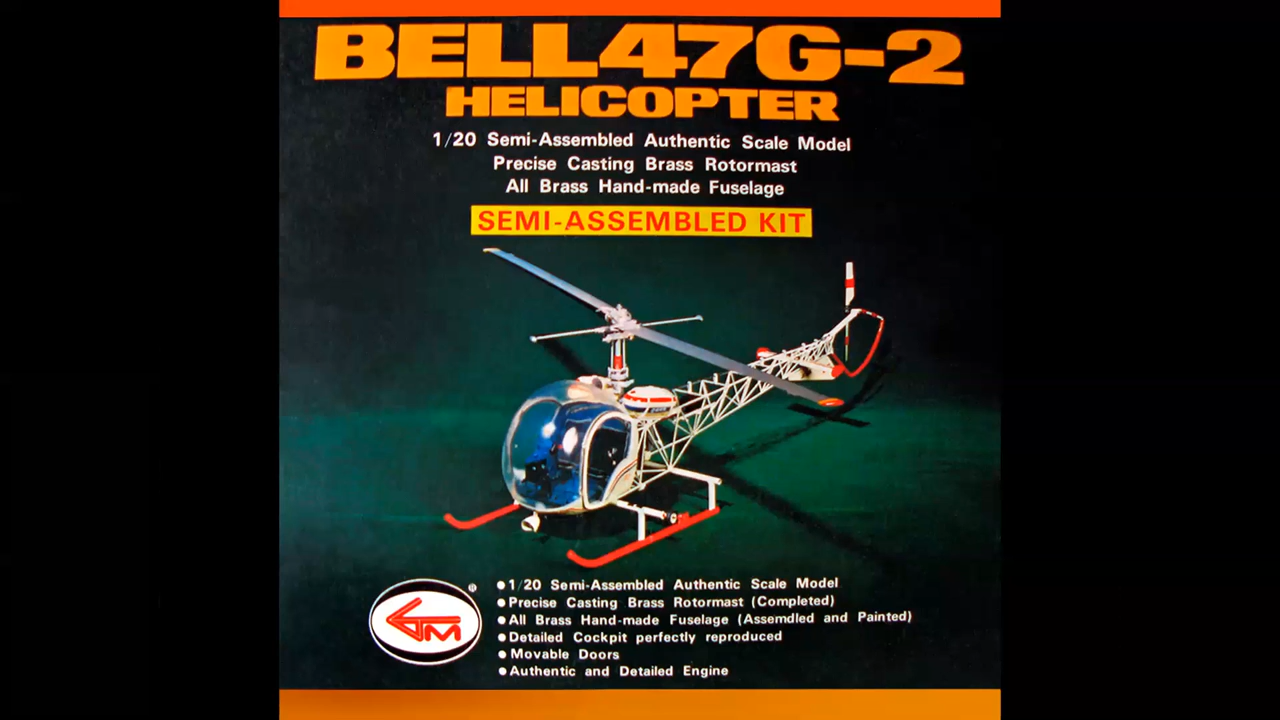 BELL47G-2
HELICOPTER
1/20 Semi-Assembled Authentic Scale Model
Precise Casting Brass Rotormast
All Brass Hand-made Fuselage
SEMI-ASSEMBLED KIT
GM ®
● 1/20 Semi-Assembled Authentic Scale Model
● Precise Casting Brass Rotormast (Completed)
● All Brass Hand-made Fuselage (Assemdled and Painted)
● Detailed Cockpit perfectly reproduced
● Movable Doors
● Authentic and Detailed Engine